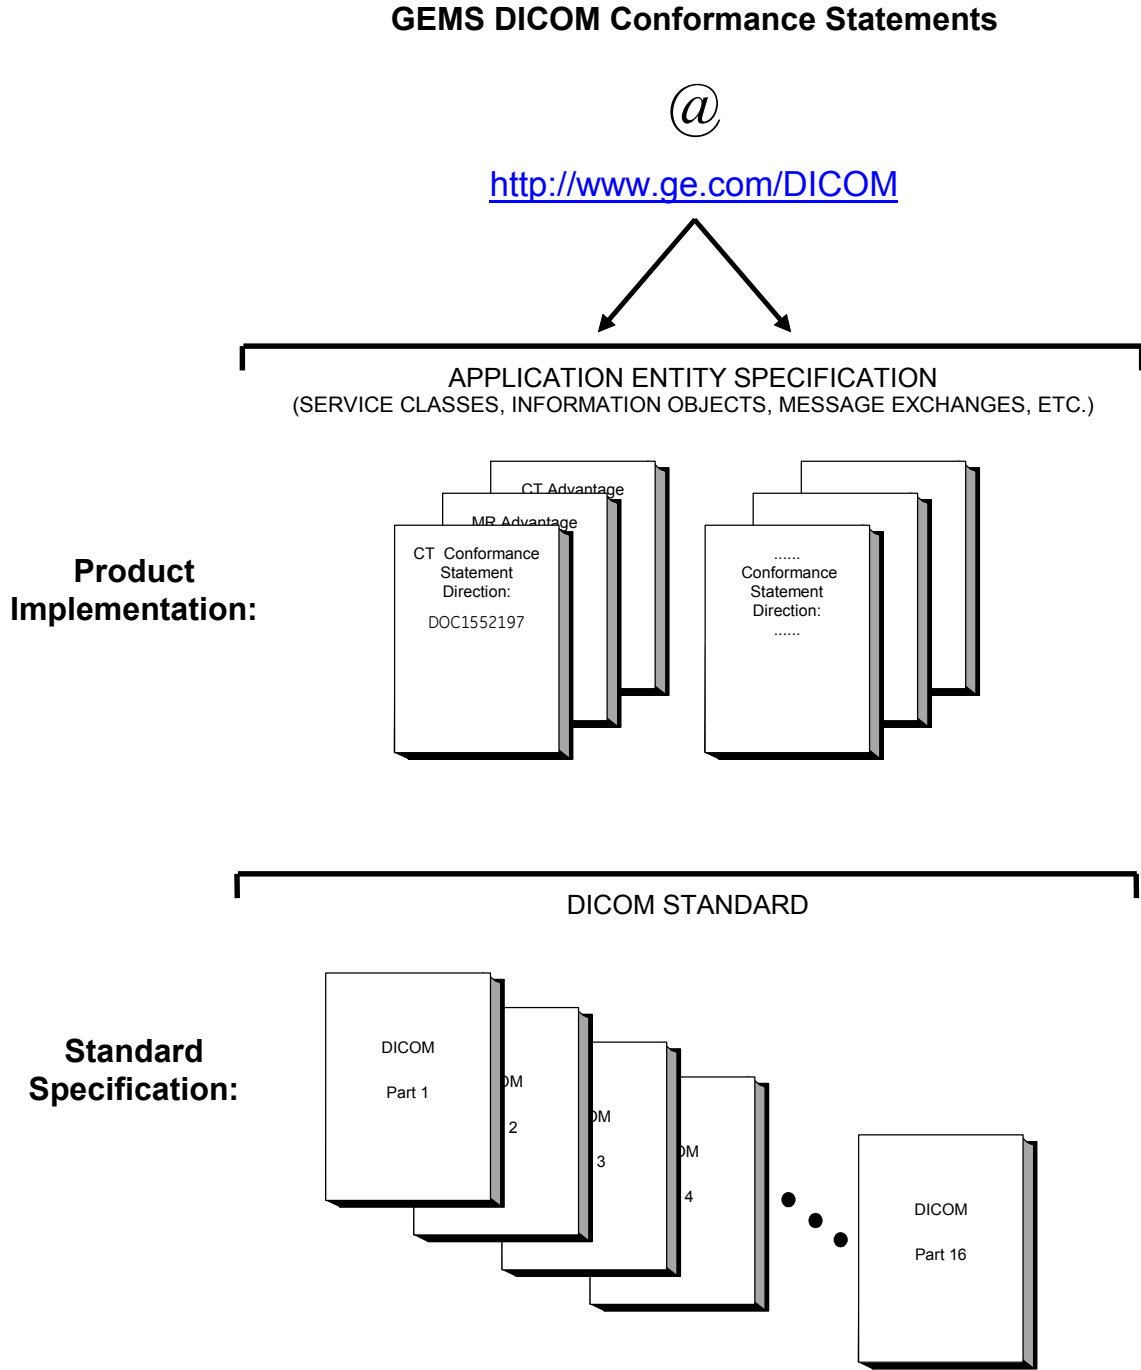 GEMS DICOM Conformance Statements
@
http://www.ge.com/DICOM
APPLICATION ENTITY SPECIFICATION
(SERVICE CLASSES, INFORMATION OBJECTS, MESSAGE EXCHANGES, ETC.)
Product
Implementation:
CT Advantage
MR Advantage
CT Conformance
Statement
Direction:
DOC1552197
......
Conformance
Statement
Direction:
......
DICOM STANDARD
Standard
Specification:
DICOM
Part 1
OM
2
OM
3
OM
4
DICOM
Part 16